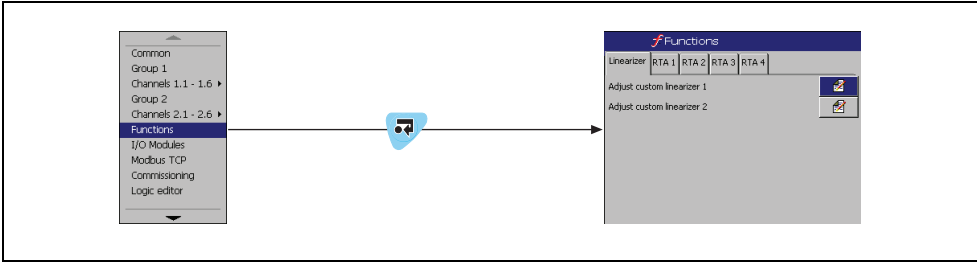 Common
Group 1
Channels 1.1 - 1.6
Group 2
Channels 2.1 - 2.6
Functions
I/O Modules
Modbus TCP
Commissioning
Logic editor
Functions
Linearizer RTA 1 RTA 2 RTA 3 RTA 4
Adjust custom linearizer 1
Adjust custom linearizer 2